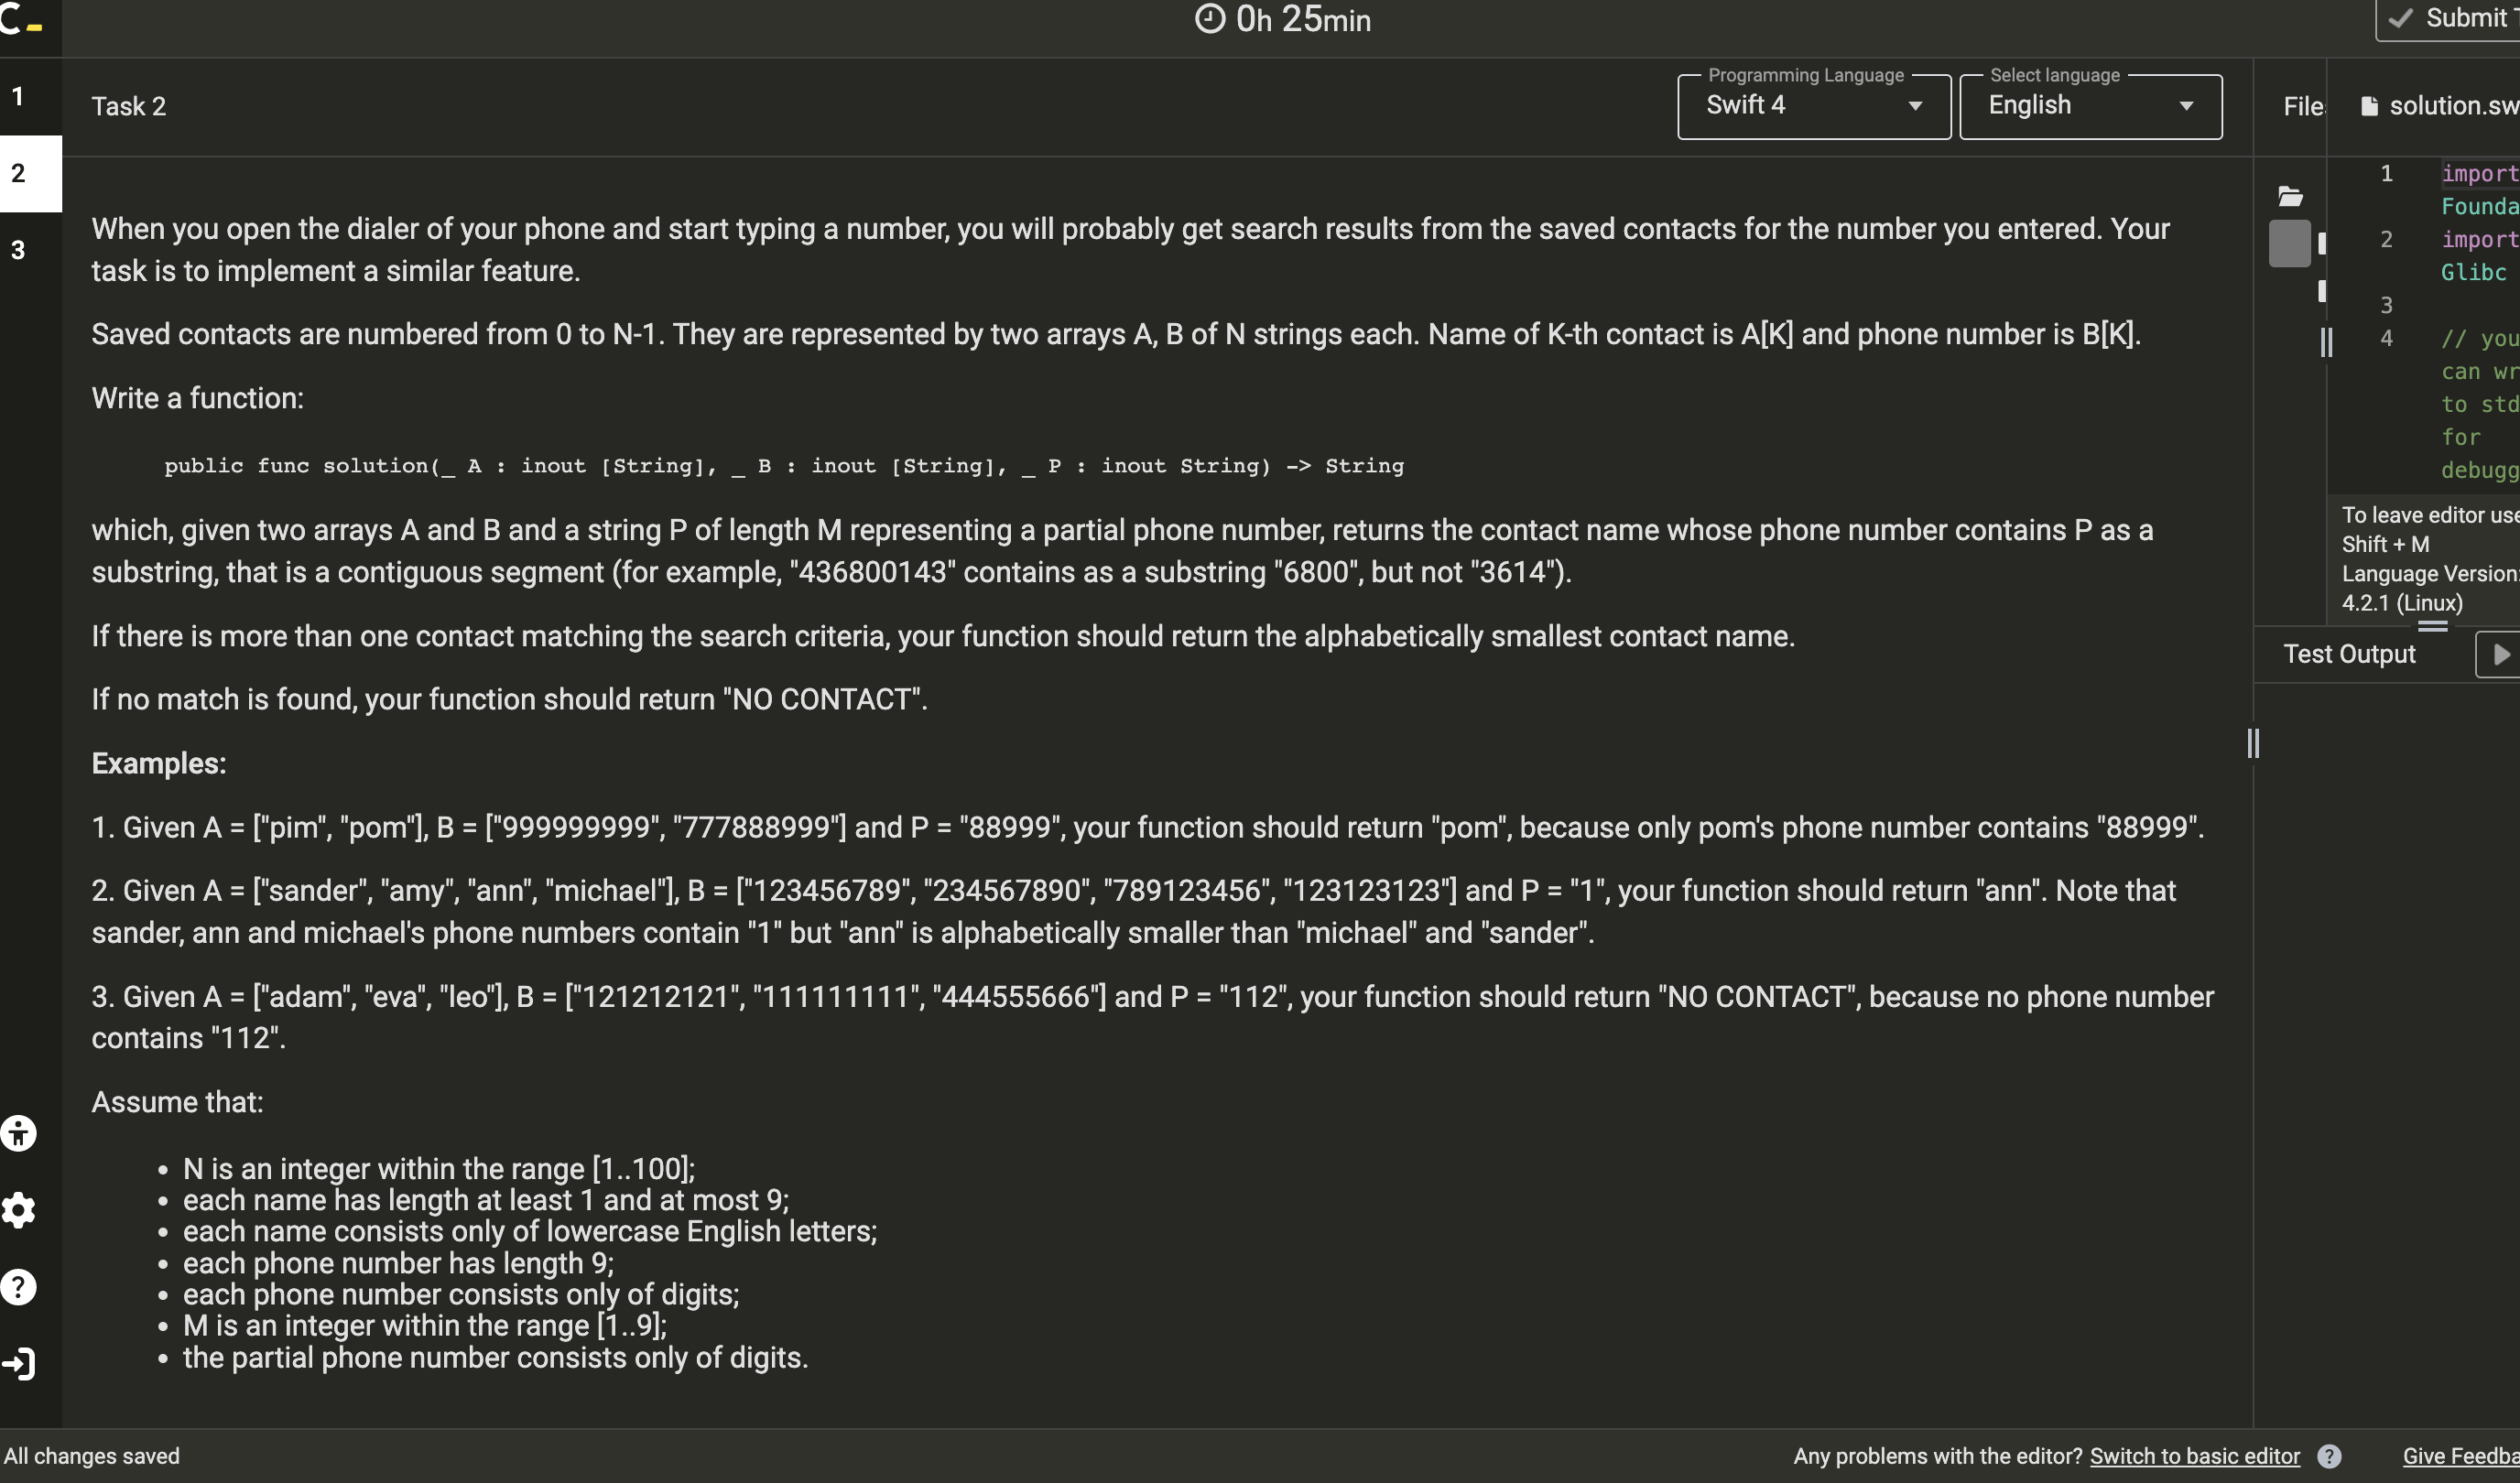 C_
0h 25min
Submit
1
2
3
Task 2
Programming Language
Swift 4
Select language
English
When you open the dialer of your phone and start typing a number, you will probably get search results from the saved contacts for the number you entered. Your
task is to implement a similar feature.
Saved contacts are numbered from 0 to N-1. They are represented by two arrays A, B of N strings each. Name of K-th contact is A[K] and phone number is B[K].
Write a function:
public func solution(_ A : inout [String], _ B : inout [String], _ P : inout String) -> String
which, given two arrays A and B and a string P of length M representing a partial phone number, returns the contact name whose phone number contains P as a
substring, that is a contiguous segment (for example, "436800143" contains as a substring "6800", but not "3614").
If there is more than one contact matching the search criteria, your function should return the alphabetically smallest contact name.
If no match is found, your function should return "NO CONTACT".
Examples:
1. Given A = ["pim", "pom"], B = ["999999999", "777888999"] and P = "88999", your function should return "pom", because only pom's phone number contains "88999".
2. Given A = ["sander", "amy", "ann", "michael"], B = ["123456789", "234567890", "789123456", "123123123"] and P = "1", your function should return "ann". Note that
sander, ann and michael's phone numbers contain "1" but "ann" is alphabetically smaller than "michael" and "sander".
3. Given A = ["adam", "eva", "leo"], B = ["121212121", "111111111", "444555666"] and P = "112", your function should return "NO CONTACT", because no phone number
contains "112".
Assume that:
• N is an integer within the range [1..100];
• each name has length at least 1 and at most 9;
• each name consists only of lowercase English letters;
• each phone number has length 9;
• each phone number consists only of digits;
• M is an integer within the range [1..9];
• the partial phone number consists only of digits.
File
solution.sw
1 import
Founda
2 import
Glibc
3
4 // you
can wr
to std
for
debugg
To leave editor use
Shift + M
Language Version:
4.2.1 (Linux)
Test Output
All changes saved
Any problems with the editor? Switch to basic editor ?
Give Feedba